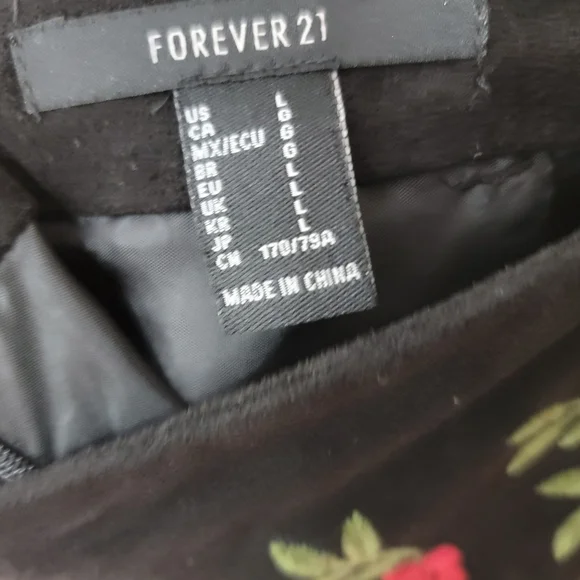 FOREVER 21
US L
CA G
MX/ECU G
BR G
EU L
UK L
KR L
JP L
CN 170/79A
MADE IN CHINA